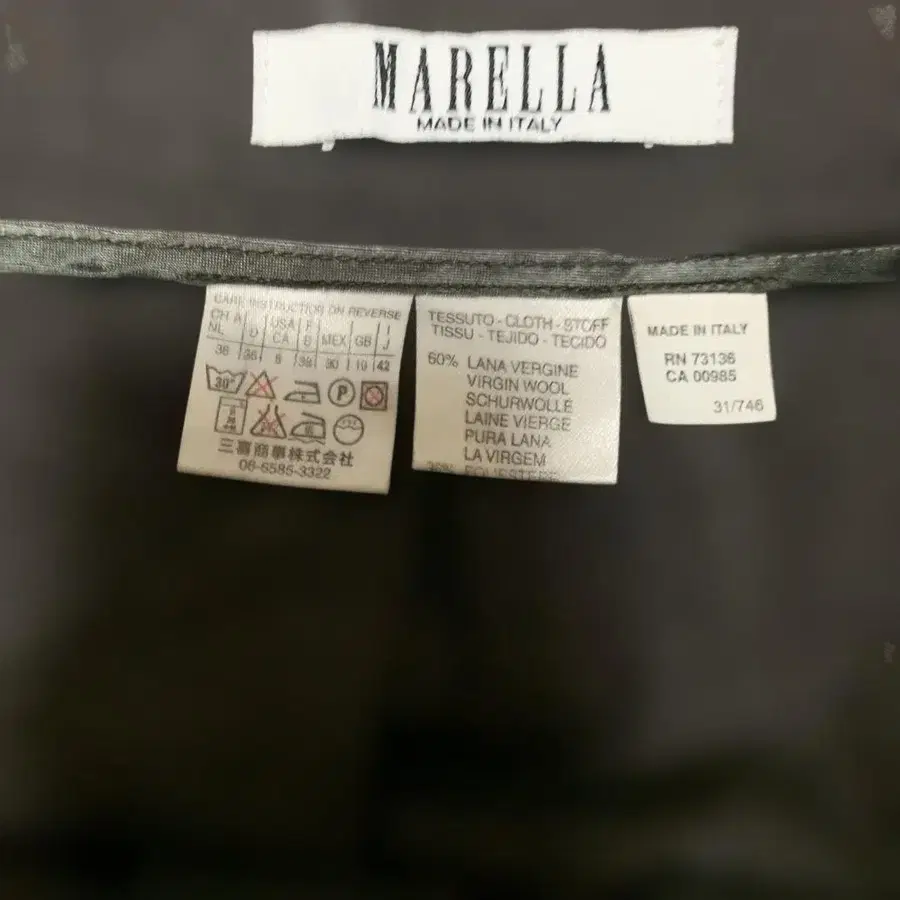 MARELLA
MADE IN ITALY
CARE INSTRUCTION ON REVERSE
CH A D USA F MEX GB I
NL CA B J
36 36 8 38 30 10 42
30° P
三喜商事株式会社
06-6585-3322
TESSUTO - CLOTH - STOFF
TISSU - TEJIDO - TECIDO
60% LANA VERGINE
VIRGIN WOOL
SCHURWOLLE
LAINE VIERGE
PURA LANA
LA VIRGEM
POLIESTERE
MADE IN ITALY
RN 73136
CA 00985
31/746